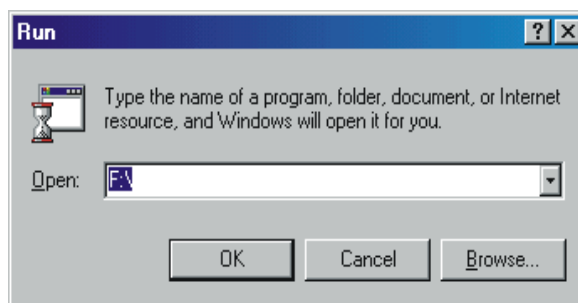 Run
Type the name of a program, folder, document, or Internet
resource, and Windows will open it for you.
Open: F:\
OK Cancel Browse...